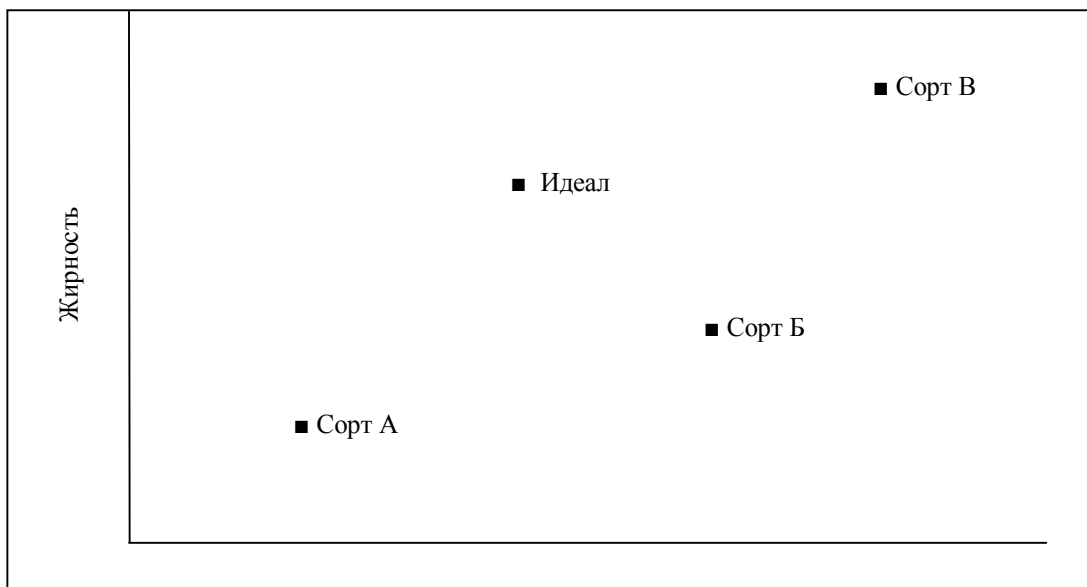 Сорт В
Идеал
Жирность
Сорт Б
Сорт А